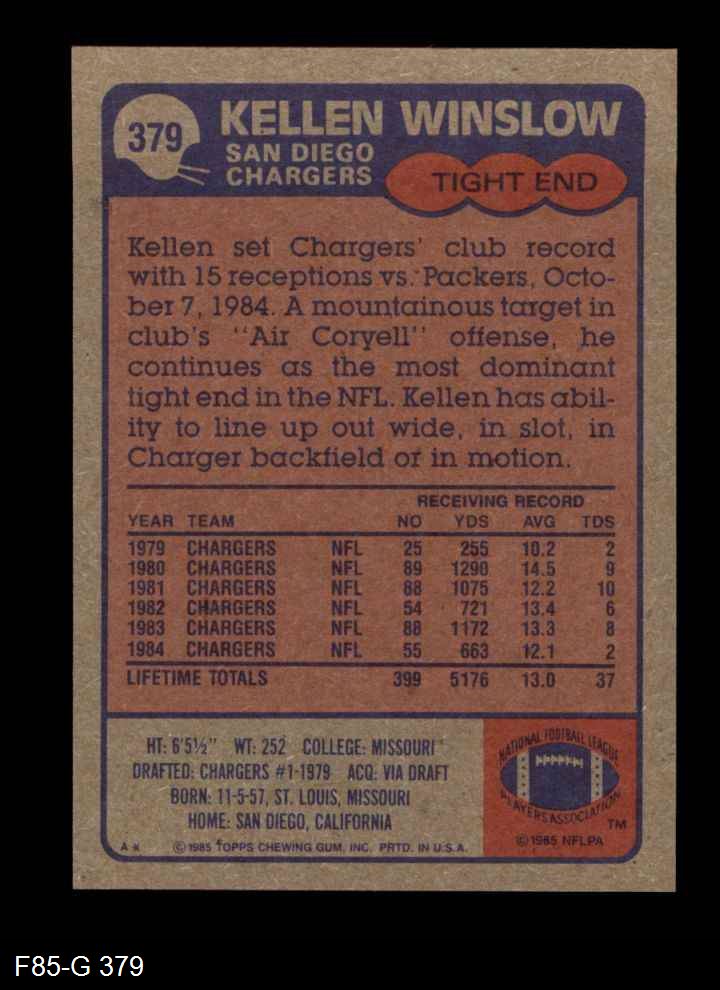 379
KELLEN WINSLOW
SAN DIEGO
CHARGERS
TIGHT END
Kellen set Chargers' club record
with 15 receptions vs. Packers, Octo-
ber 7, 1984. A mountainous target in
club's "Air Coryell" offense, he
continues as the most dominant
tight end in the NFL. Kellen has abil-
ity to line up out wide, in slot, in
Charger backfield or in motion.
RECEIVING RECORD
YEAR TEAM NO YDS AVG TDS
1979 CHARGERS NFL 25 255 10.2 2
1980 CHARGERS NFL 89 1290 14.5 9
1981 CHARGERS NFL 88 1075 12.2 10
1982 CHARGERS NFL 54 721 13.4 6
1983 CHARGERS NFL 88 1172 13.3 8
1984 CHARGERS NFL 55 663 12.1 2
LIFETIME TOTALS 399 5176 13.0 37
HT: 6'5½" WT: 252 COLLEGE: MISSOURI
DRAFTED: CHARGERS #1-1979 ACQ: VIA DRAFT
BORN: 11-5-57, ST. LOUIS, MISSOURI
HOME: SAN DIEGO, CALIFORNIA
A* ©1985 TOPPS CHEWING GUM, INC. PRTD. IN U.S.A.
NATIONAL FOOTBALL LEAGUE
PLAYERS ASSOCIATION
TM
©1985 NFLPA
F85-G 379